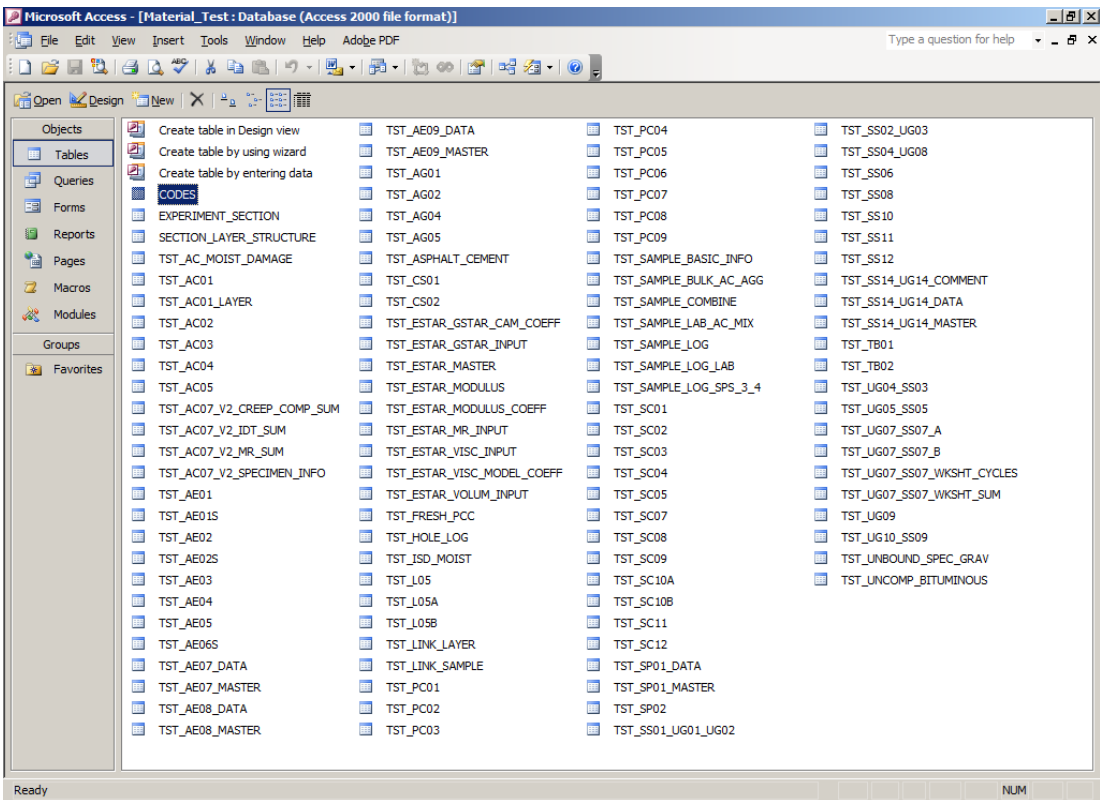 Microsoft Access - [Material_Test : Database (Access 2000 file format)]
File Edit View Insert Tools Window Help Adobe PDF
Type a question for help
Open Design New
Objects
Tables
Queries
Forms
Reports
Pages
Macros
Modules
Groups
Favorites
Create table in Design view
Create table by using wizard
Create table by entering data
CODES
EXPERIMENT_SECTION
SECTION_LAYER_STRUCTURE
TST_AC_MOIST_DAMAGE
TST_AC01
TST_AC01_LAYER
TST_AC02
TST_AC03
TST_AC04
TST_AC05
TST_AC07_V2_CREEP_COMP_SUM
TST_AC07_V2_IDT_SUM
TST_AC07_V2_MR_SUM
TST_AC07_V2_SPECIMEN_INFO
TST_AE01
TST_AE01S
TST_AE02
TST_AE02S
TST_AE03
TST_AE04
TST_AE05
TST_AE06S
TST_AE07_DATA
TST_AE07_MASTER
TST_AE08_DATA
TST_AE08_MASTER
TST_AE09_DATA
TST_AE09_MASTER
TST_AG01
TST_AG02
TST_AG04
TST_AG05
TST_ASPHALT_CEMENT
TST_CS01
TST_CS02
TST_ESTAR_GSTAR_CAM_COEFF
TST_ESTAR_GSTAR_INPUT
TST_ESTAR_MASTER
TST_ESTAR_MODULUS
TST_ESTAR_MODULUS_COEFF
TST_ESTAR_MR_INPUT
TST_ESTAR_VISC_INPUT
TST_ESTAR_VISC_MODEL_COEFF
TST_ESTAR_VOLUM_INPUT
TST_FRESH_PCC
TST_HOLE_LOG
TST_ISD_MOIST
TST_L05
TST_L05A
TST_L05B
TST_LINK_LAYER
TST_LINK_SAMPLE
TST_PC01
TST_PC02
TST_PC03
TST_PC04
TST_PC05
TST_PC06
TST_PC07
TST_PC08
TST_PC09
TST_SAMPLE_BASIC_INFO
TST_SAMPLE_BULK_AC_AGG
TST_SAMPLE_COMBINE
TST_SAMPLE_LAB_AC_MIX
TST_SAMPLE_LOG
TST_SAMPLE_LOG_LAB
TST_SAMPLE_LOG_SPS_3_4
TST_SC01
TST_SC02
TST_SC03
TST_SC04
TST_SC05
TST_SC07
TST_SC08
TST_SC09
TST_SC10A
TST_SC10B
TST_SC11
TST_SC12
TST_SP01_DATA
TST_SP01_MASTER
TST_SP02
TST_SS01_UG01_UG02
TST_SS02_UG03
TST_SS04_UG08
TST_SS06
TST_SS08
TST_SS10
TST_SS11
TST_SS12
TST_SS14_UG14_COMMENT
TST_SS14_UG14_DATA
TST_SS14_UG14_MASTER
TST_TB01
TST_TB02
TST_UG04_SS03
TST_UG05_SS05
TST_UG07_SS07_A
TST_UG07_SS07_B
TST_UG07_SS07_WKSHT_CYCLES
TST_UG07_SS07_WKSHT_SUM
TST_UG09
TST_UG10_SS09
TST_UNBOUND_SPEC_GRAV
TST_UNCOMP_BITUMINOUS
Ready
NUM